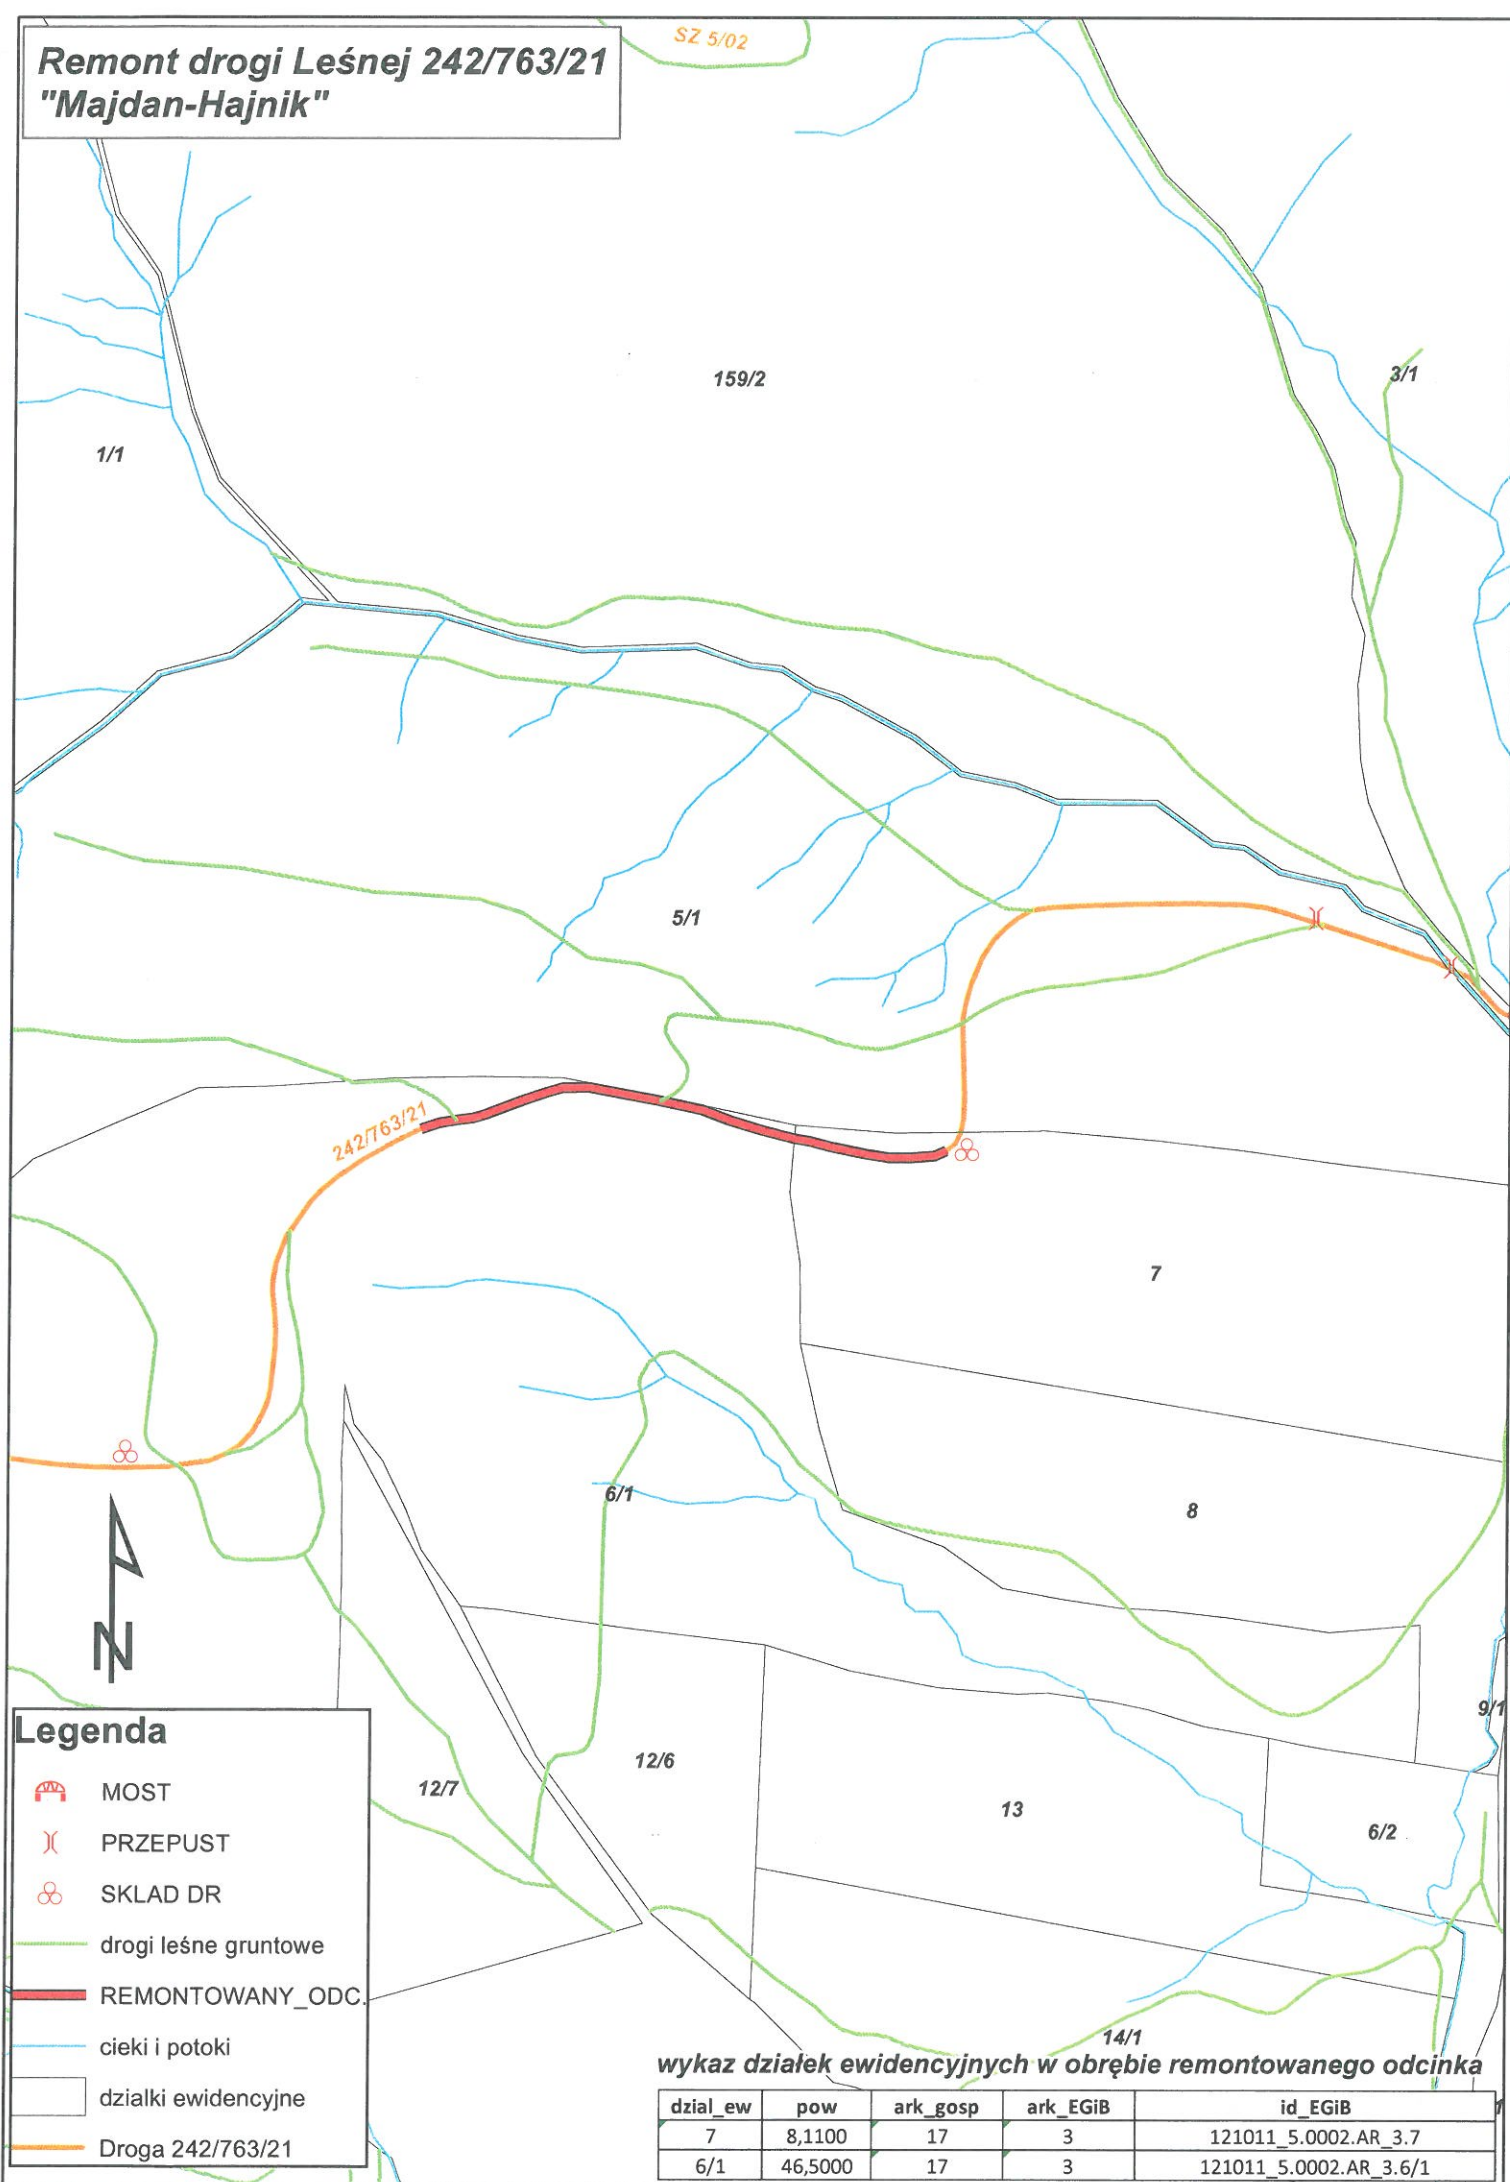 Remont drogi Leśnej 242/763/21
"Majdan-Hajnik"
SZ 5/02
159/2
3/1
1/1
5/1
242/763/21
7
6/1
8
9/1
12/6
12/7
13
6/2
14/1
N
Legenda
MOST
PRZEPUST
SKLAD DR
drogi leśne gruntowe
REMONTOWANY_ODC.
cieki i potoki
dzialki ewidencyjne
Droga 242/763/21
wykaz działek ewidencyjnych w obrębie remontowanego odcinka
dzial_ew pow ark_gosp ark_EGiB id_EGiB
7 8,1100 17 3 121011_5.0002.AR_3.7
6/1 46,5000 17 3 121011_5.0002.AR_3.6/1